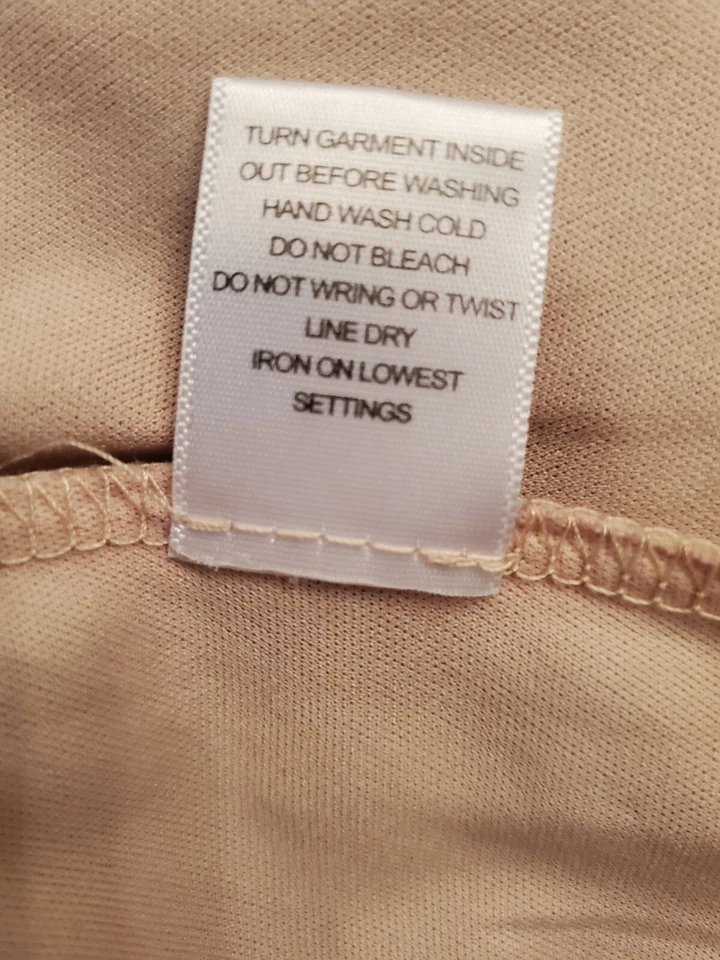 TURN GARMENT INSIDE
OUT BEFORE WASHING
HAND WASH COLD
DO NOT BLEACH
DO NOT WRING OR TWIST
LINE DRY
IRON ON LOWEST
SETTINGS